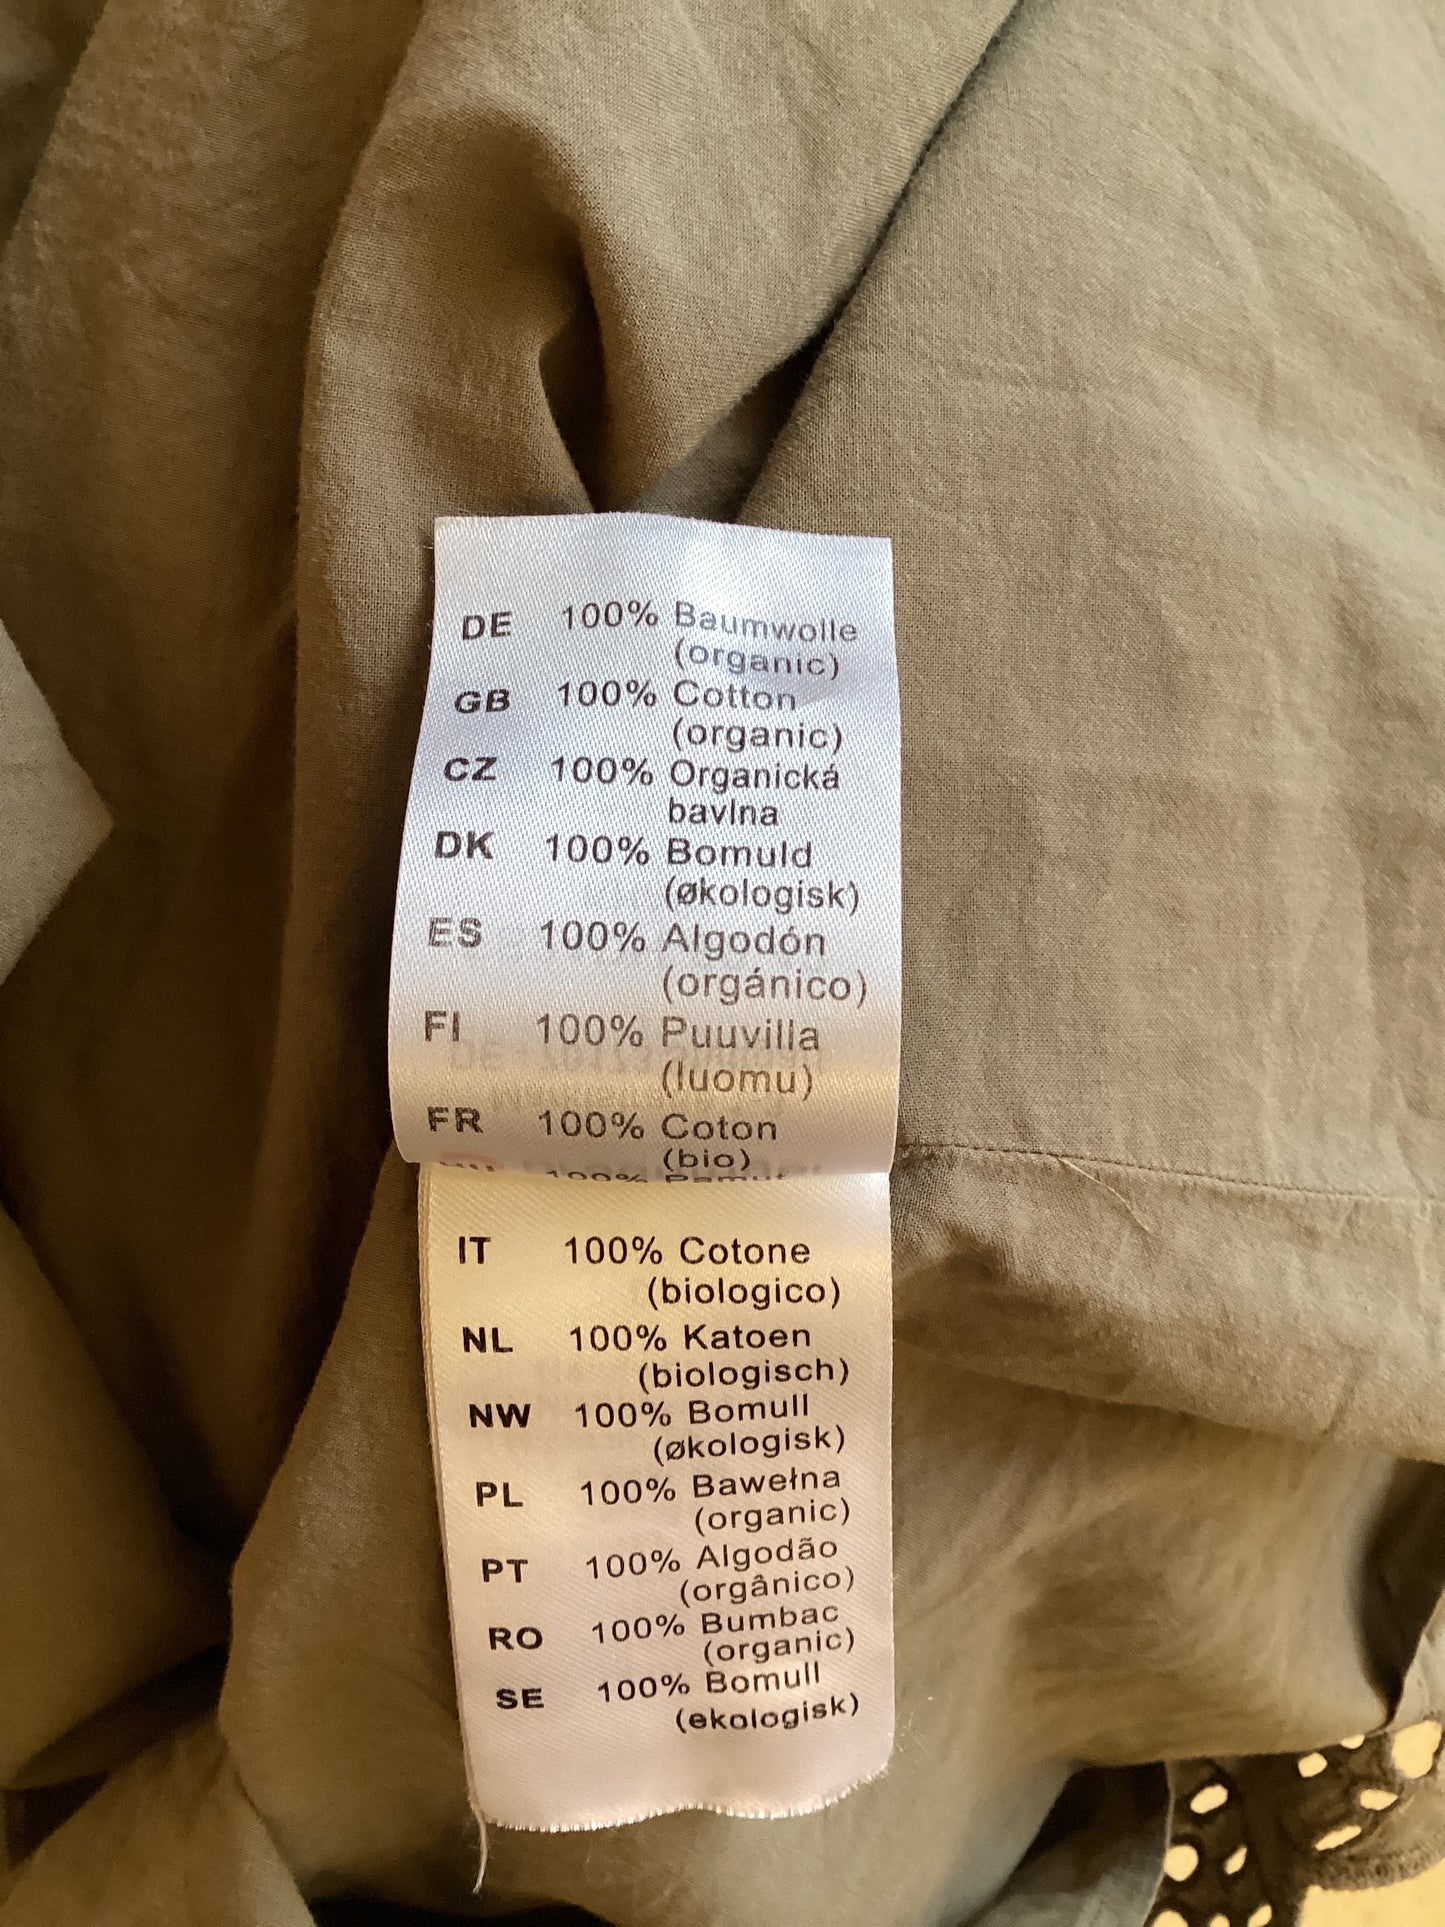 DE 100% Baumwolle
(organic)
GB 100% Cotton
(organic)
CZ 100% Organická
bavlna
DK 100% Bomuld
(økologisk)
ES 100% Algodón
(orgánico)
FI 100% Puuvilla
(luomu)
FR 100% Coton
(bio)
100% Pamut
IT 100% Cotone
(biologico)
NL 100% Katoen
(biologisch)
NW 100% Bomull
(økologisk)
PL 100% Bawełna
(organic)
PT 100% Algodão
(orgânico)
RO 100% Bumbac
(organic)
SE 100% Bomull
(ekologisk)